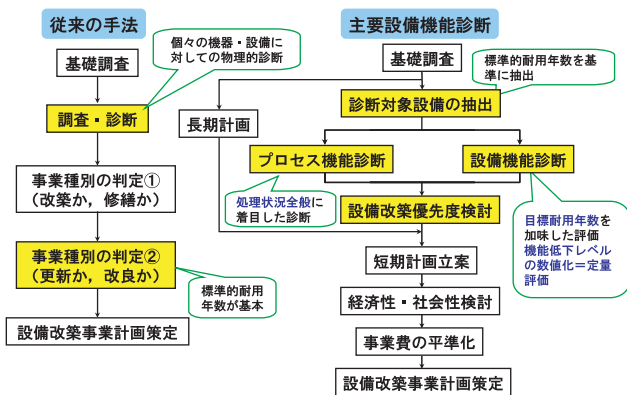 従来の手法
個々の機器・設備に
対しての物理的診断
基礎調査
調査・診断
事業種別の判定①
（改築か，修繕か）
事業種別の判定②
（更新か，改良か）
標準的耐用
年数が基本
設備改築事業計画策定
主要設備機能診断
基礎調査
標準的耐用年数を基
準に抽出
診断対象設備の抽出
長期計画
プロセス機能診断
設備機能診断
処理状況全般に
着目した診断
設備改築優先度検討
目標耐用年数を
加味した評価
機能低下レベル
の数値化＝定量
評価
短期計画立案
経済性・社会性検討
事業費の平準化
設備改築事業計画策定